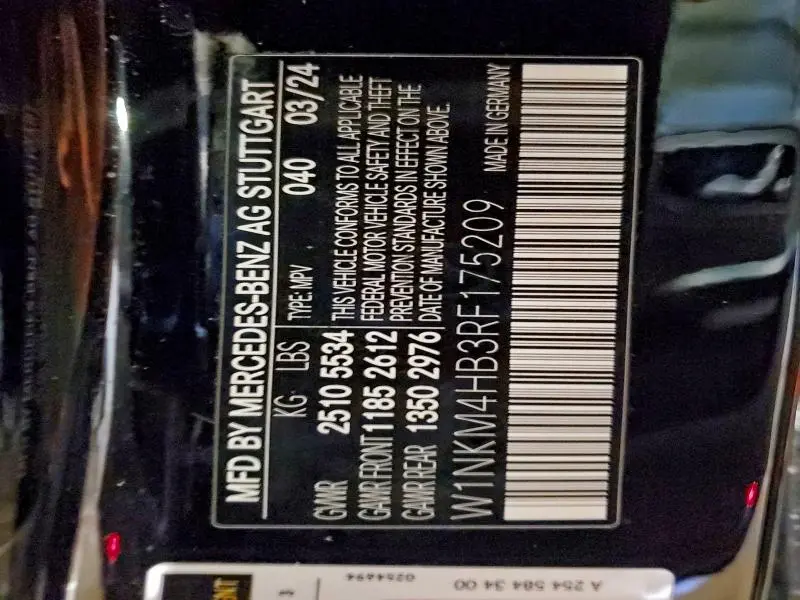 MFD BY MERCEDES-BENZ AG STUTTGART
KG LBS TYPE: MPV 040 03/24
GVWR 2510 5534
GAWR FRONT 1185 2612
GAWR REAR 1350 2976
THIS VEHICLE CONFORMS TO ALL APPLICABLE
FEDERAL MOTOR VEHICLE SAFETY AND THEFT
PREVENTION STANDARDS IN EFFECT ON THE
DATE OF MANUFACTURE SHOWN ABOVE.
W1NKM4HB3RF175209 MADE IN GERMANY
A 254 584 34 00